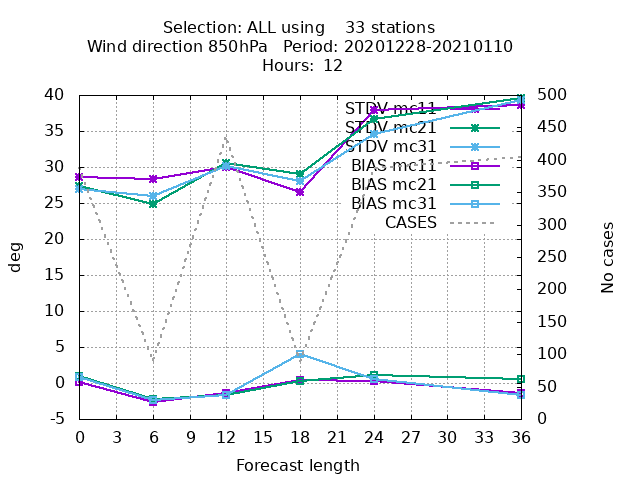 Selection: ALL using    33 stations
Wind direction 850hPa   Period: 20201228-20210110
Hours:  12
40
35
30
25
20
15
10
5
0
-5
deg
500
450
400
350
300
250
200
150
100
50
0
No cases
STDV mc11
STDV mc21
STDV mc31
BIAS mc11
BIAS mc21
BIAS mc31
CASES
0 3 6 9 12 15 18 21 24 27 30 33 36
Forecast length